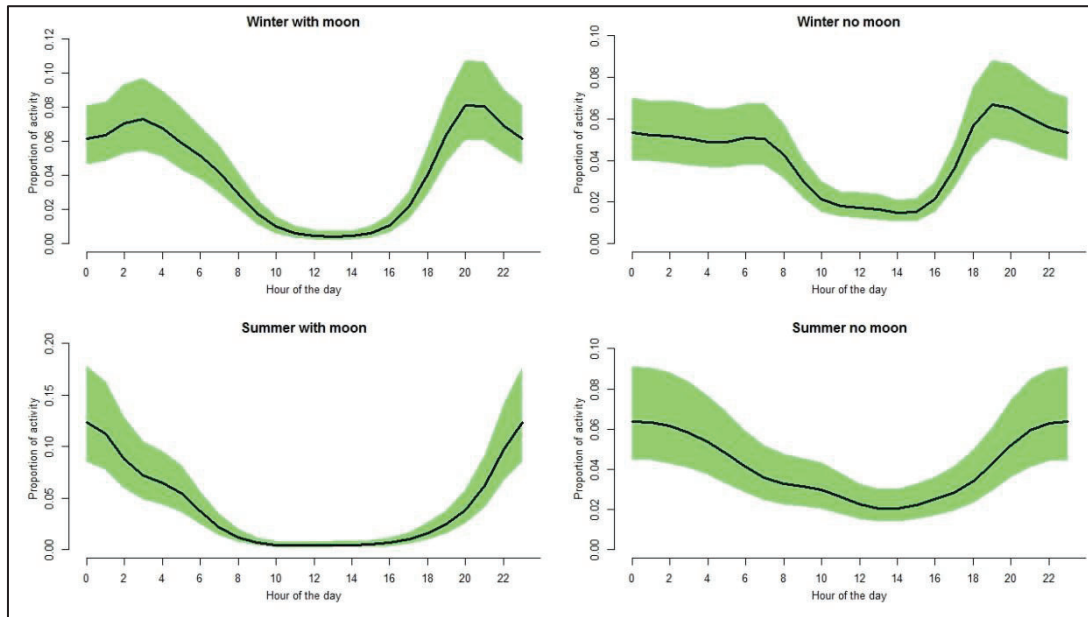 Winter with moon
Proportion of activity
0.00 0.02 0.04 0.06 0.08 0.10 0.12
0 2 4 6 8 10 12 14 16 18 20 22
Hour of the day
Winter no moon
Proportion of activity
0.00 0.02 0.04 0.06 0.08 0.10
0 2 4 6 8 10 12 14 16 18 20 22
Hour of the day
Summer with moon
Proportion of activity
0.00 0.05 0.10 0.15 0.20
0 2 4 6 8 10 12 14 16 18 20 22
Hour of the day
Summer no moon
Proportion of activity
0.00 0.02 0.04 0.06 0.08 0.10
0 2 4 6 8 10 12 14 16 18 20 22
Hour of the day